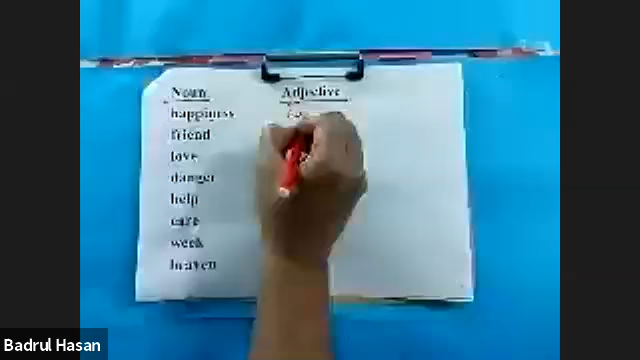 Noun Adjective
happiness
friend
love
danger
help
care
week
heaven
Badrul Hasan